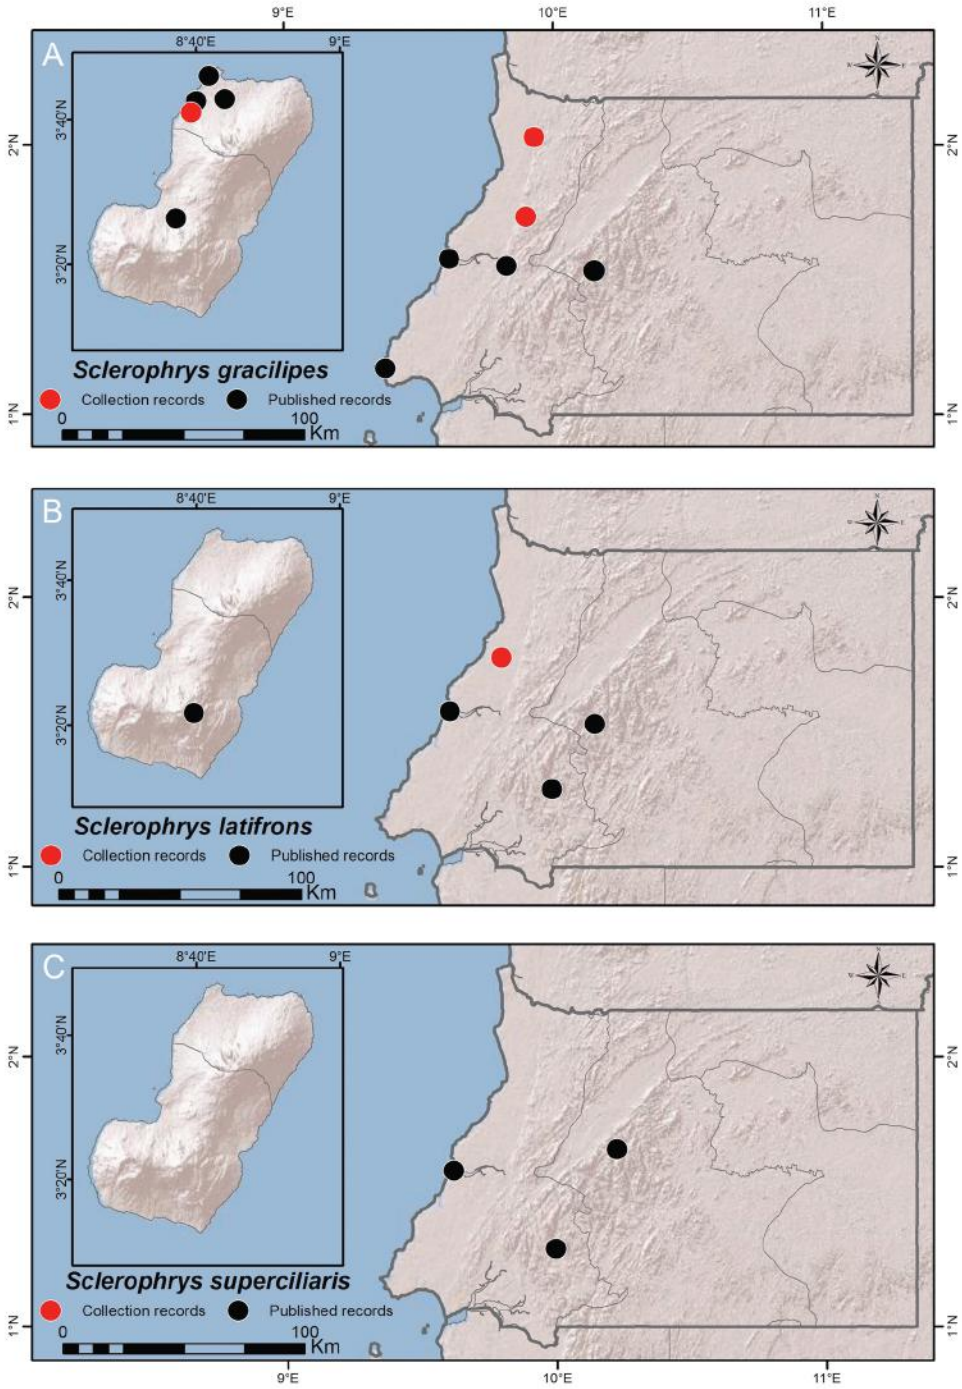 9°E 10°E 11°E
A
8°40'E 9°E
N
W E
S
3°40'N
2°N 2°N
3°20'N
Sclerophrys gracilipes
Collection records Published records
0 100
Km
1°N 1°N
B
8°40'E 9°E
N
W E
S
3°40'N
2°N 2°N
3°20'N
Sclerophrys latifrons
Collection records Published records
0 100
Km
1°N 1°N
C
8°40'E 9°E
N
W E
S
3°40'N
2°N 2°N
3°20'N
Sclerophrys superciliaris
Collection records Published records
0 100
Km
1°N 1°N
9°E 10°E 11°E